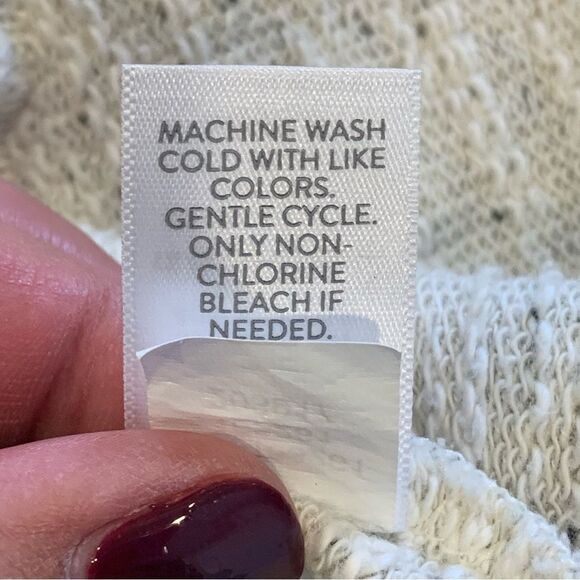 MACHINE WASH
COLD WITH LIKE
COLORS.
GENTLE CYCLE.
ONLY NON-
CHLORINE
BLEACH IF
NEEDED.